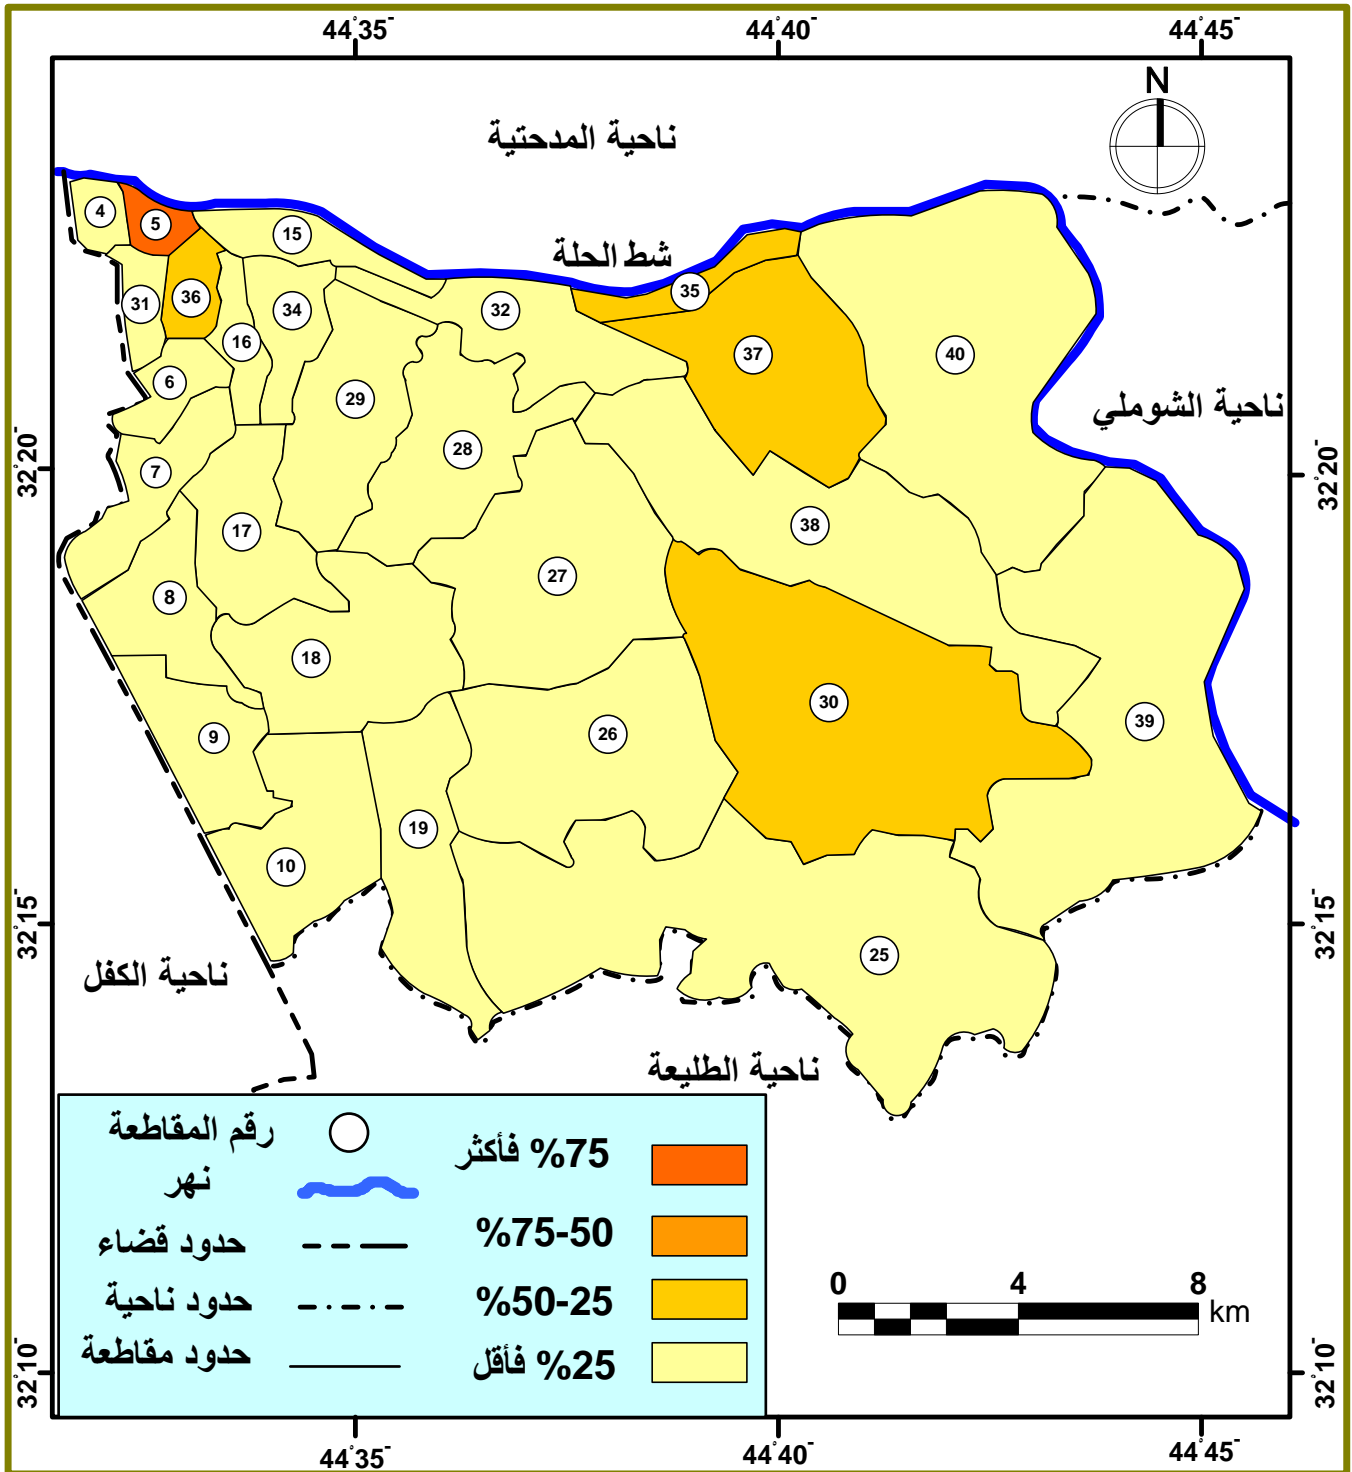 44°35-
44°40-
44°45-
N
ناحية المدحتية
4
5
15
شط الحلة
31
36
34
32
35
16
37
40
6
29
ناحية الشوملي
28
32°20-
32°20-
7
17
38
27
8
18
30
39
9
26
19
10
32°15-
32°15-
25
ناحية الكفل
ناحية الطليعة
رقم المقاطعة
%75 فأكثر
نهر
حدود قضاء
%75-50
حدود ناحية
%50-25
حدود مقاطعة
%25 فأقل
0 4 8
km
32°10-
32°10-
44°35-
44°40-
44°45-